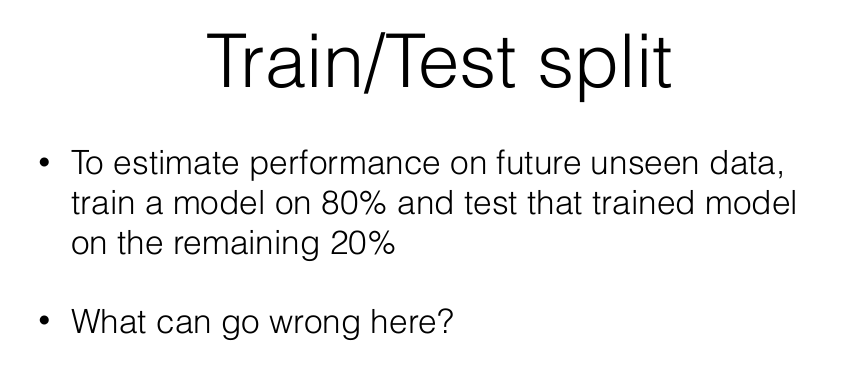 Train/Test split
• To estimate performance on future unseen data,
train a model on 80% and test that trained model
on the remaining 20%
• What can go wrong here?